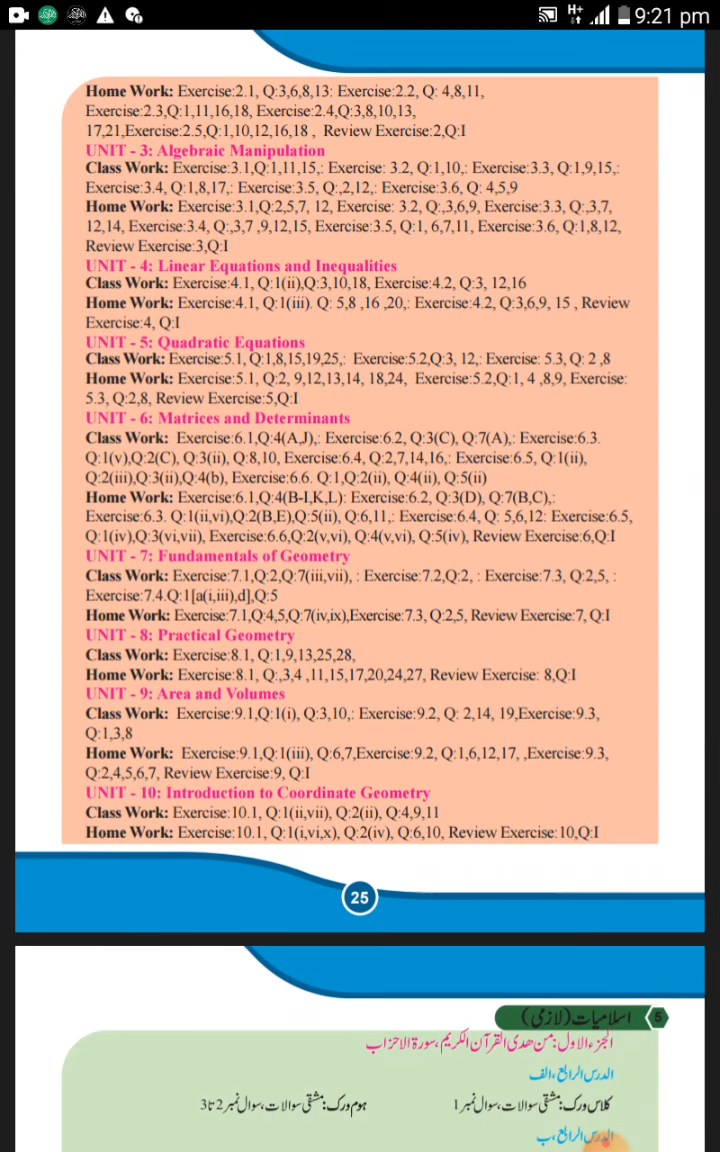 H+ 9:21 pm
Home Work: Exercise:2.1, Q:3,6,8,13: Exercise:2.2, Q: 4,8,11,
Exercise:2.3,Q:1,11,16,18, Exercise:2.4,Q:3,8,10,13,
17,21,Exercise:2.5,Q:1,10,12,16,18 , Review Exercise:2,Q:I
UNIT - 3: Algebraic Manipulation
Class Work: Exercise:3.1,Q:1,11,15,: Exercise: 3.2, Q:1,10,: Exercise:3.3, Q:1,9,15,:
Exercise:3.4, Q:1,8,17,: Exercise:3.5, Q:,2,12,: Exercise:3.6, Q: 4,5,9
Home Work: Exercise:3.1,Q:2,5,7, 12, Exercise: 3.2, Q:,3,6,9, Exercise:3.3, Q:,3,7,
12,14, Exercise:3.4, Q:,3,7 ,9,12,15, Exercise:3.5, Q:1, 6,7,11, Exercise:3.6, Q:1,8,12,
Review Exercise:3,Q:I
UNIT - 4: Linear Equations and Inequalities
Class Work: Exercise:4.1, Q:1(ii),Q:3,10,18, Exercise:4.2, Q:3, 12,16
Home Work: Exercise:4.1, Q:1(iii). Q: 5,8 ,16 ,20,: Exercise:4.2, Q:3,6,9, 15 , Review
Exercise:4, Q:I
UNIT - 5: Quadratic Equations
Class Work: Exercise:5.1, Q:1,8,15,19,25,: Exercise:5.2,Q:3, 12,: Exercise: 5.3, Q: 2 ,8
Home Work: Exercise:5.1, Q:2, 9,12,13,14, 18,24, Exercise:5.2,Q:1, 4 ,8,9, Exercise:
5.3, Q:2,8, Review Exercise:5,Q:I
UNIT - 6: Matrices and Determinants
Class Work: Exercise:6.1,Q:4(A,J),: Exercise:6.2, Q:3(C), Q:7(A),: Exercise:6.3.
Q:1(v),Q:2(C), Q:3(ii), Q:8,10, Exercise:6.4, Q:2,7,14,16,: Exercise:6.5, Q:1(ii),
Q:2(iii),Q:3(ii),Q:4(b), Exercise:6.6. Q:1,Q:2(ii), Q:4(ii), Q:5(ii)
Home Work: Exercise:6.1,Q:4(B-I,K,L): Exercise:6.2, Q:3(D), Q:7(B,C),:
Exercise:6.3. Q:1(ii,vi),Q:2(B,E),Q:5(ii), Q:6,11,: Exercise:6.4, Q: 5,6,12: Exercise:6.5,
Q:1(iv),Q:3(vi,vii), Exercise:6.6,Q:2(v,vi), Q:4(v,vi), Q:5(iv), Review Exercise:6,Q:I
UNIT - 7: Fundamentals of Geometry
Class Work: Exercise:7.1,Q:2,Q:7(iii,vii), : Exercise:7.2,Q:2, : Exercise:7.3, Q:2,5, :
Exercise:7.4.Q:1[a(i,iii),d],Q:5
Home Work: Exercise:7.1,Q:4,5,Q:7(iv,ix),Exercise:7.3, Q:2,5, Review Exercise:7, Q:I
UNIT - 8: Practical Geometry
Class Work: Exercise:8.1, Q:1,9,13,25,28,
Home Work: Exercise:8.1, Q:,3,4 ,11,15,17,20,24,27, Review Exercise: 8,Q:I
UNIT - 9: Area and Volumes
Class Work: Exercise:9.1,Q:1(i), Q:3,10,: Exercise:9.2, Q: 2,14, 19,Exercise:9.3,
Q:1,3,8
Home Work: Exercise:9.1,Q:1(iii), Q:6,7,Exercise:9.2, Q:1,6,12,17, ,Exercise:9.3,
Q:2,4,5,6,7, Review Exercise:9, Q:I
UNIT - 10: Introduction to Coordinate Geometry
Class Work: Exercise:10.1, Q:1(ii,vii), Q:2(ii), Q:4,9,11
Home Work: Exercise:10.1, Q:1(i,vi,x), Q:2(iv), Q:6,10, Review Exercise:10,Q:I
25
5 اسلامیات (لازمی)
الجزء الاول: من ھدی القرآن الکریم، سورۃ الاحزاب
الدرس الرابع، الف
کلاس ورک: مشقی سوالات، سوال نمبر 1 ہوم ورک: مشقی سوالات، سوال نمبر 2 تا 3
الدرس الرابع، ب